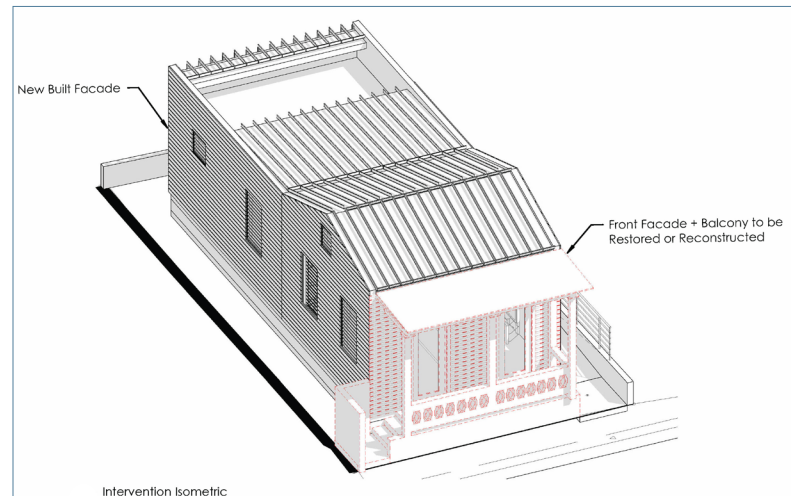 New Built Facade
Front Facade + Balcony to be
Restored or Reconstructed
Intervention Isometric